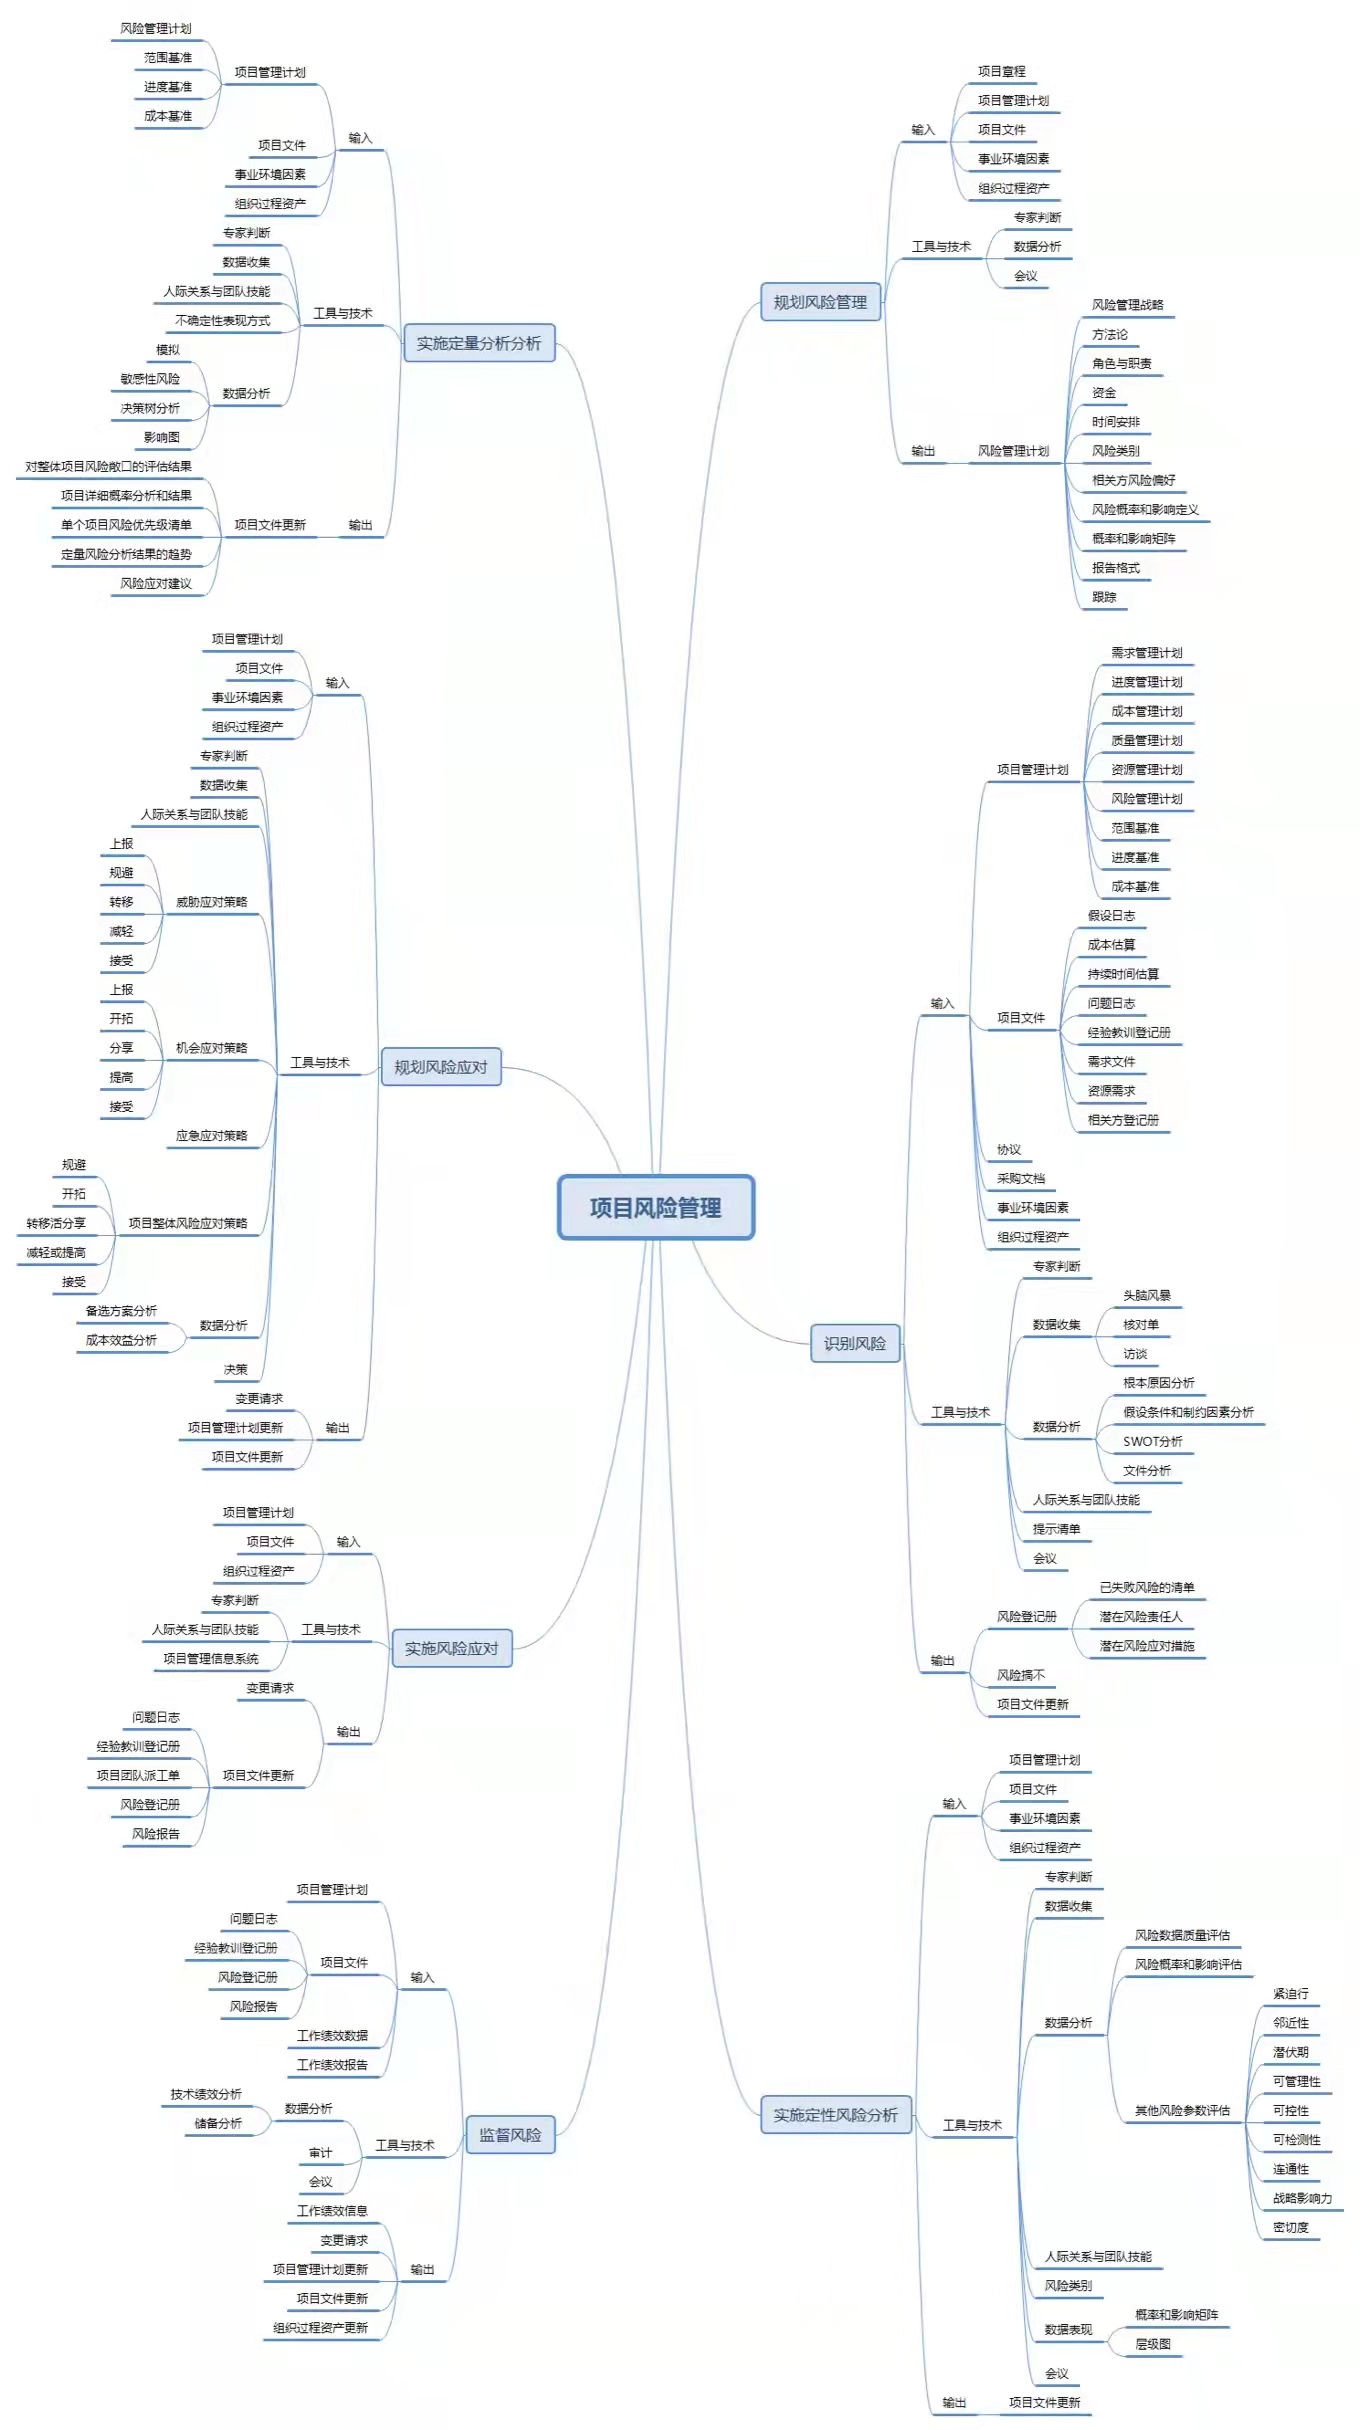 项目风险管理
规划风险管理
输入
项目章程
项目管理计划
项目文件
事业环境因素
组织过程资产
工具与技术
专家判断
数据分析
会议
输出
风险管理计划
风险管理战略
方法论
角色与职责
资金
时间安排
风险类别
相关方风险偏好
风险概率和影响定义
概率和影响矩阵
报告格式
跟踪
识别风险
输入
项目管理计划
需求管理计划
进度管理计划
成本管理计划
质量管理计划
资源管理计划
风险管理计划
范围基准
进度基准
成本基准
项目文件
假设日志
成本估算
持续时间估算
问题日志
经验教训登记册
需求文件
资源需求
相关方登记册
协议
采购文档
事业环境因素
组织过程资产
工具与技术
专家判断
数据收集
头脑风暴
核对单
访谈
数据分析
根本原因分析
假设条件和制约因素分析
SWOT分析
文件分析
人际关系与团队技能
提示清单
会议
输出
风险登记册
已失败风险的清单
潜在风险责任人
潜在风险应对措施
风险搞不
项目文件更新
实施定性风险分析
输入
项目管理计划
项目文件
事业环境因素
组织过程资产
工具与技术
专家判断
数据收集
数据分析
风险数据质量评估
风险概率和影响评估
其他风险参数评估
紧迫行
邻近性
潜伏期
可管理性
可控性
可检测性
连通性
战略影响力
密切度
人际关系与团队技能
风险类别
数据表现
概率和影响矩阵
层级图
会议
输出
项目文件更新
实施定量分析分析
输入
项目管理计划
风险管理计划
范围基准
进度基准
成本基准
项目文件
事业环境因素
组织过程资产
工具与技术
专家判断
数据收集
人际关系与团队技能
不确定性表现方式
数据分析
模拟
敏感性风险
决策树分析
影响图
输出
项目文件更新
对整体项目风险敞口的评估结果
项目详细概率分析和结果
单个项目风险优先级清单
定量风险分析结果的趋势
风险应对建议
规划风险应对
输入
项目管理计划
项目文件
事业环境因素
组织过程资产
工具与技术
专家判断
数据收集
人际关系与团队技能
威胁应对策略
上报
规避
转移
减轻
接受
机会应对策略
上报
开拓
分享
提高
接受
应急应对策略
项目整体风险应对策略
规避
开拓
转移活分享
减轻或提高
接受
数据分析
备选方案分析
成本效益分析
决策
输出
变更请求
项目管理计划更新
项目文件更新
实施风险应对
输入
项目管理计划
项目文件
组织过程资产
工具与技术
专家判断
人际关系与团队技能
项目管理信息系统
输出
变更请求
项目文件更新
问题日志
经验教训登记册
项目团队派工单
风险登记册
风险报告
监督风险
输入
项目管理计划
项目文件
问题日志
经验教训登记册
风险登记册
风险报告
工作绩效数据
工作绩效报告
工具与技术
数据分析
技术绩效分析
储备分析
审计
会议
输出
工作绩效信息
变更请求
项目管理计划更新
项目文件更新
组织过程资产更新